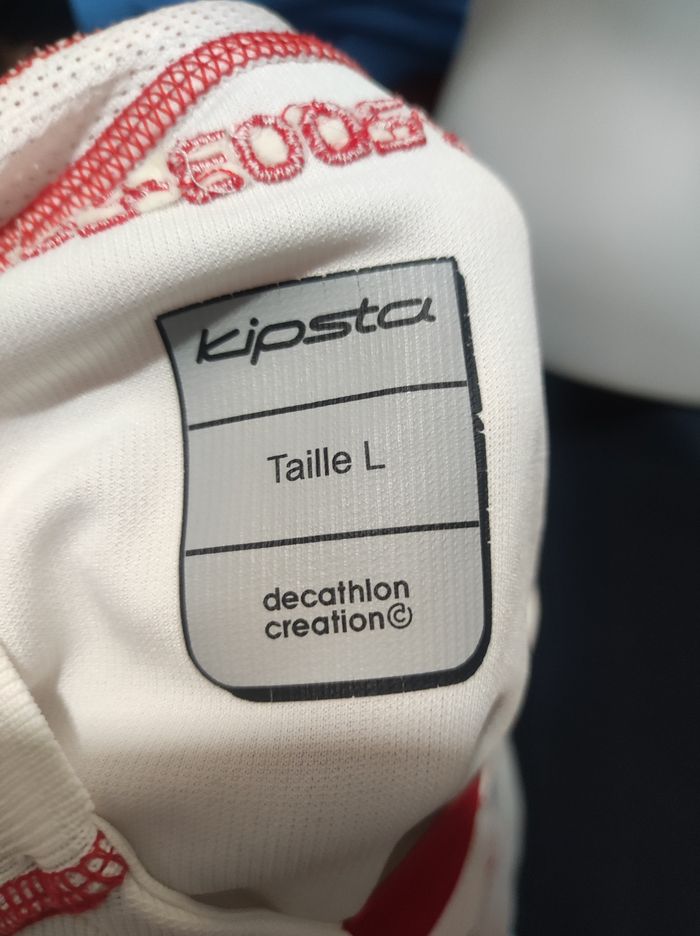 Kipsta
Taille L
decathlon
creation©